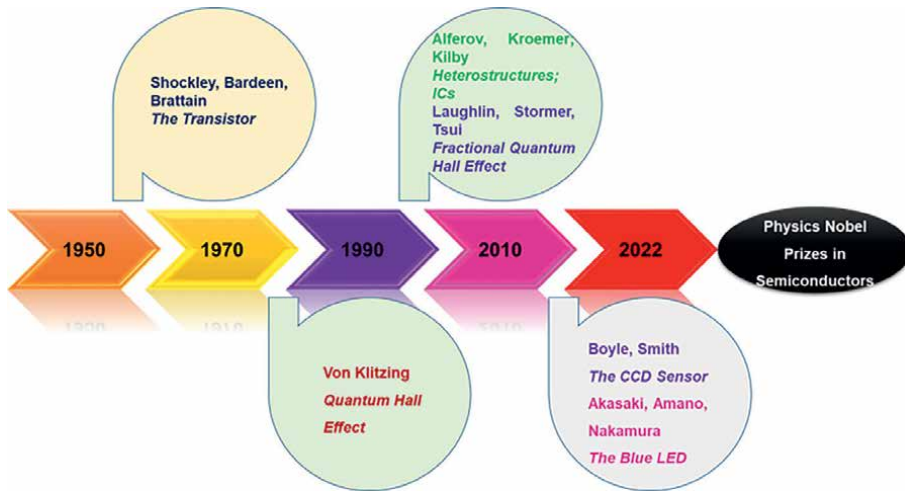 Shockley, Bardeen,
Brattain
The Transistor
Alferov, Kroemer,
Kilby
Heterostructures;
ICs
Laughlin, Stormer,
Tsui
Fractional Quantum
Hall Effect
1950
1970
1990
2010
2022
Physics Nobel
Prizes in
Semiconductors
Von Klitzing
Quantum Hall
Effect
Boyle, Smith
The CCD Sensor
Akasaki, Amano,
Nakamura
The Blue LED